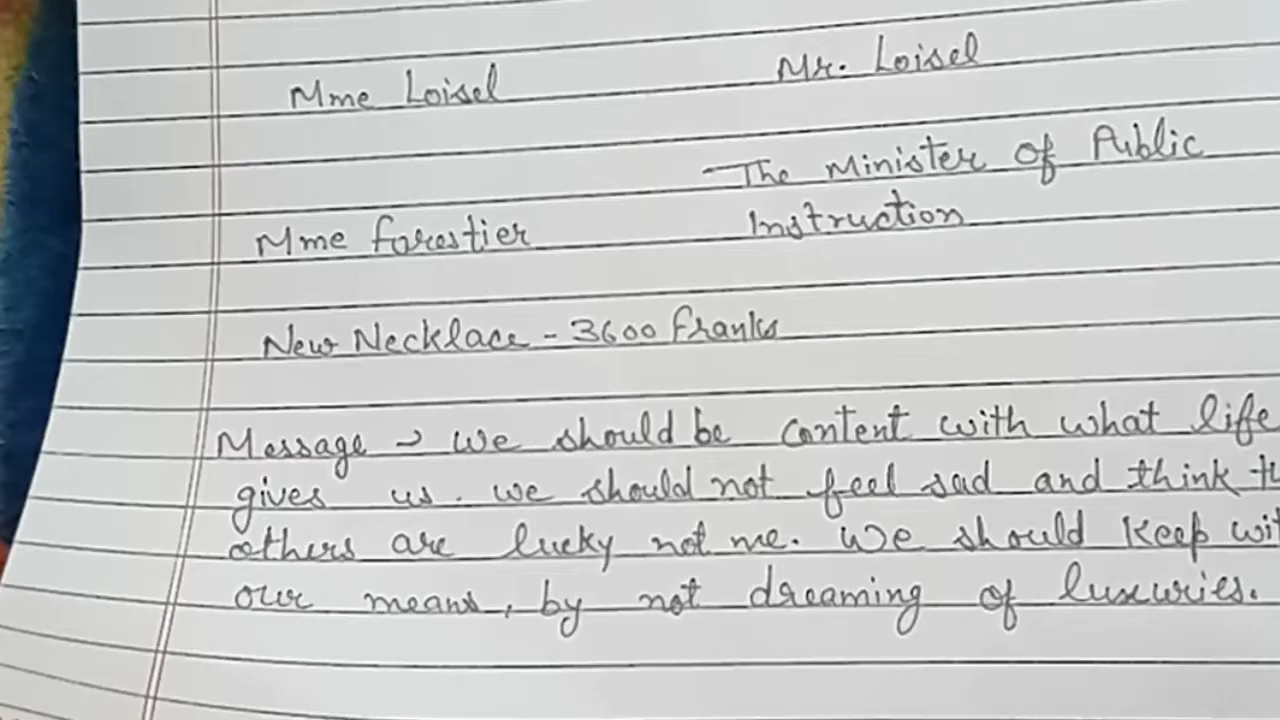 Mme Loisel Mr. Loisel
The Minister of Public
Mme Forestier Instruction
New Necklace - 3600 Franks
Message → We should be content with what life
gives us. We should not feel sad and think
others are lucky not me. We should keep
our means, by not dreaming of luxuries.